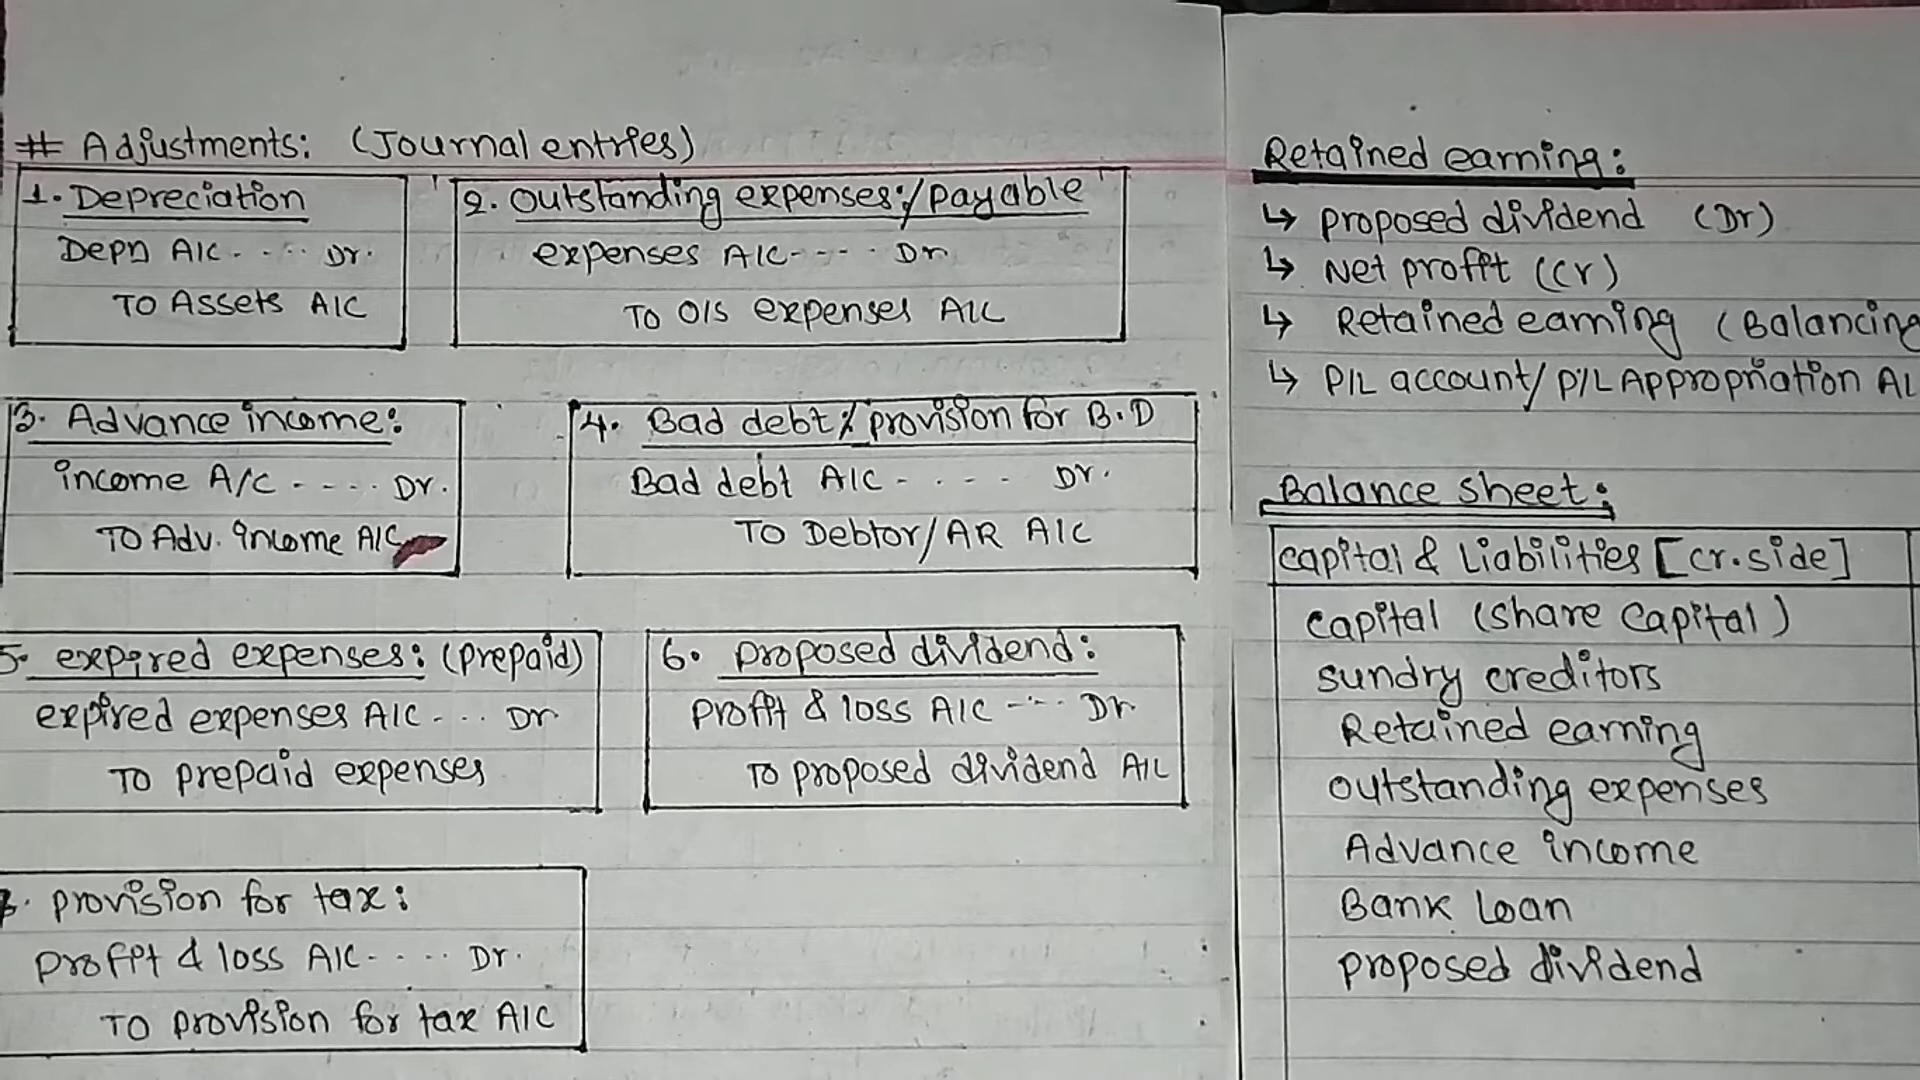 # Adjustments: (Journal entries)
1. Depreciation
Depn A/C .... Dr.
To Assets A/C
2. Outstanding expenses:/payable
expenses A/C---- Dr
To O/S expenses A/C
3. Advance income:
income A/C ---- Dr.
To Adv. income A/C
4. Bad debt:/provision for B.D
Bad debt A/C - - - - Dr.
To Debtor/AR A/C
5. expired expenses: (prepaid)
expired expenses A/C - ... Dr
To prepaid expenses
6. proposed dividend:
profit & loss A/C ---- Dr.
To proposed dividend A/C
provision for tax:
profit & loss A/C .... Dr.
To provision for tax A/C
Retained earning:
↳ proposed dividend (Dr)
↳ Net profit (Cr)
↳ Retained earning (Balancing
↳ P/L account/P/L Appropriation A/
Balance sheet:
capital & Liabilities [cr.side]
capital (share capital)
sundry creditors
Retained earning
outstanding expenses
Advance income
Bank Loan
proposed dividend